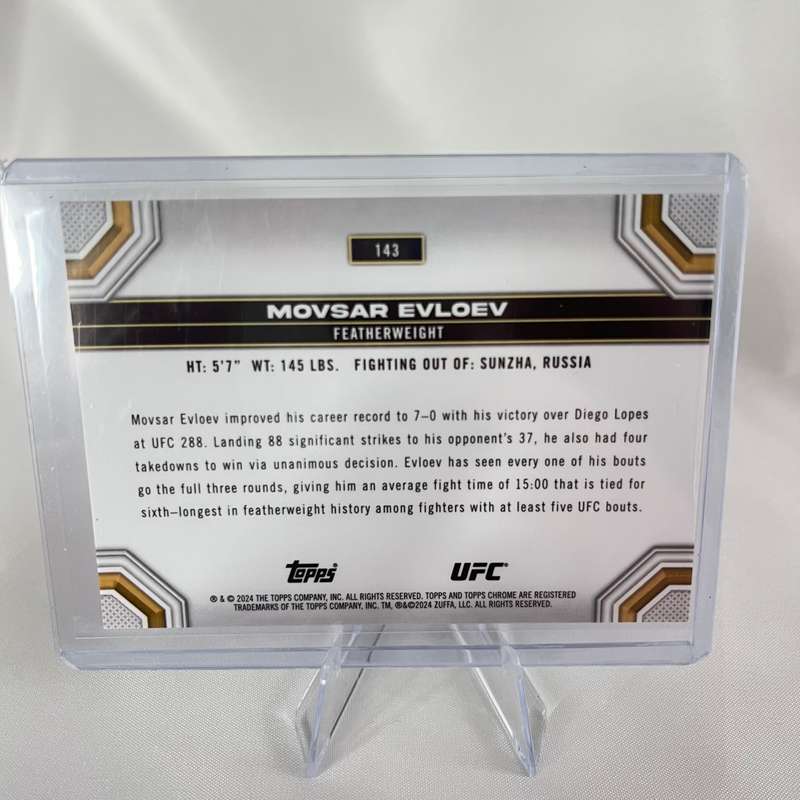 143
MOVSAR EVLOEV
FEATHERWEIGHT
HT: 5'7" WT: 145 LBS. FIGHTING OUT OF: SUNZHA, RUSSIA
Movsar Evloev improved his career record to 7–0 with his victory over Diego Lopes
at UFC 288. Landing 88 significant strikes to his opponent's 37, he also had four
takedowns to win via unanimous decision. Evloev has seen every one of his bouts
go the full three rounds, giving him an average fight time of 15:00 that is tied for
sixth–longest in featherweight history among fighters with at least five UFC bouts.
topps UFC®
® & © 2024 THE TOPPS COMPANY, INC. ALL RIGHTS RESERVED. TOPPS AND TOPPS CHROME ARE REGISTERED
TRADEMARKS OF THE TOPPS COMPANY, INC. TM, ®&©2024 ZUFFA, LLC. ALL RIGHTS RESERVED.